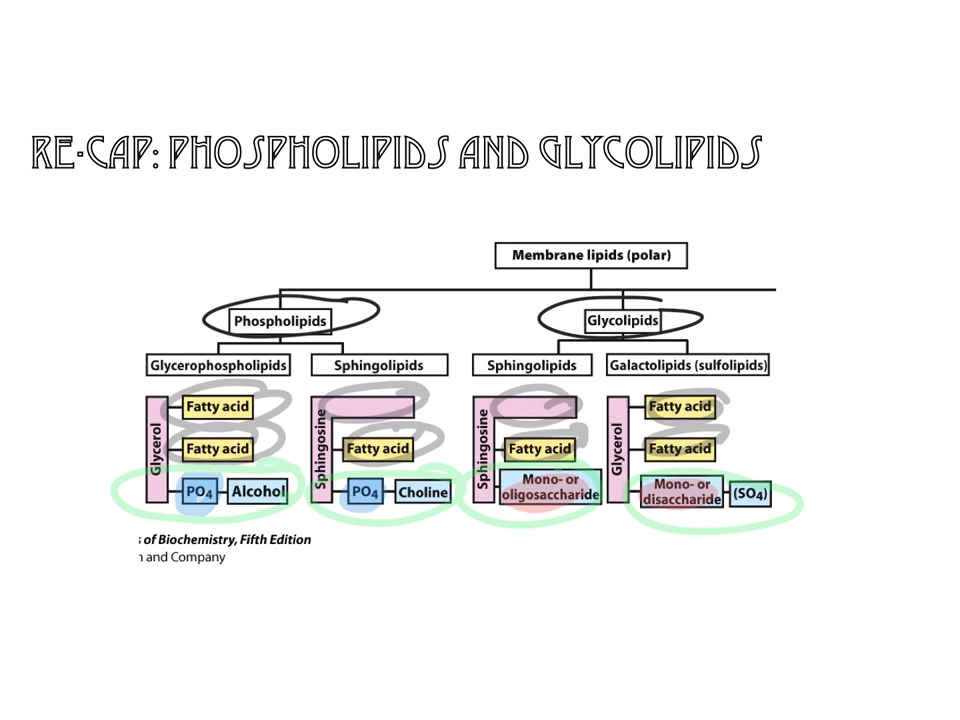 RE-CAP: PHOSPHOLIPIDS AND GLYCOLIPIDS
Membrane lipids (polar)
Phospholipids
Glycolipids
Glycerophospholipids
Sphingolipids
Sphingolipids
Galactolipids (sulfolipids)
Glycerol
Fatty acid
Fatty acid
PO4
Alcohol
Sphingosine
Fatty acid
PO4
Choline
Sphingosine
Fatty acid
Mono- or
oligosaccharide
Glycerol
Fatty acid
Fatty acid
Mono- or
disaccharide
(SO4)
of Biochemistry, Fifth Edition
and Company